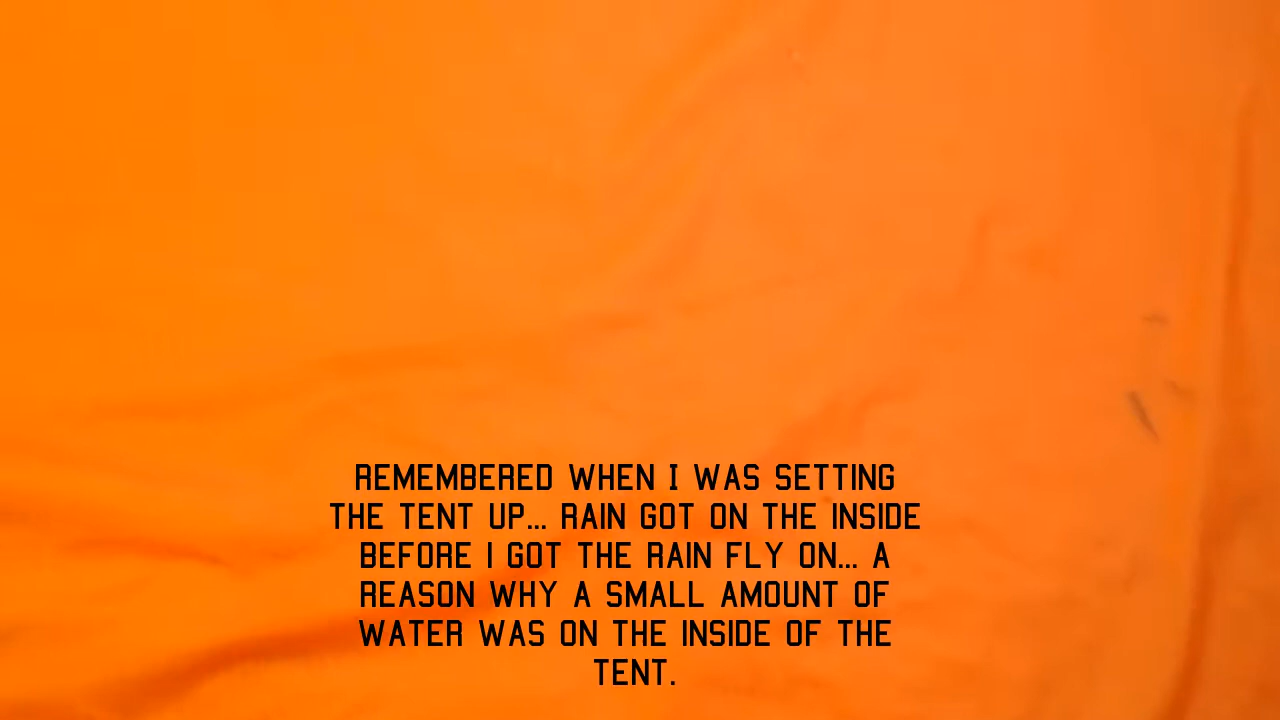 REMEMBERED WHEN I WAS SETTING
THE TENT UP... RAIN GOT ON THE INSIDE
BEFORE I GOT THE RAIN FLY ON... A
REASON WHY A SMALL AMOUNT OF
WATER WAS ON THE INSIDE OF THE
TENT.